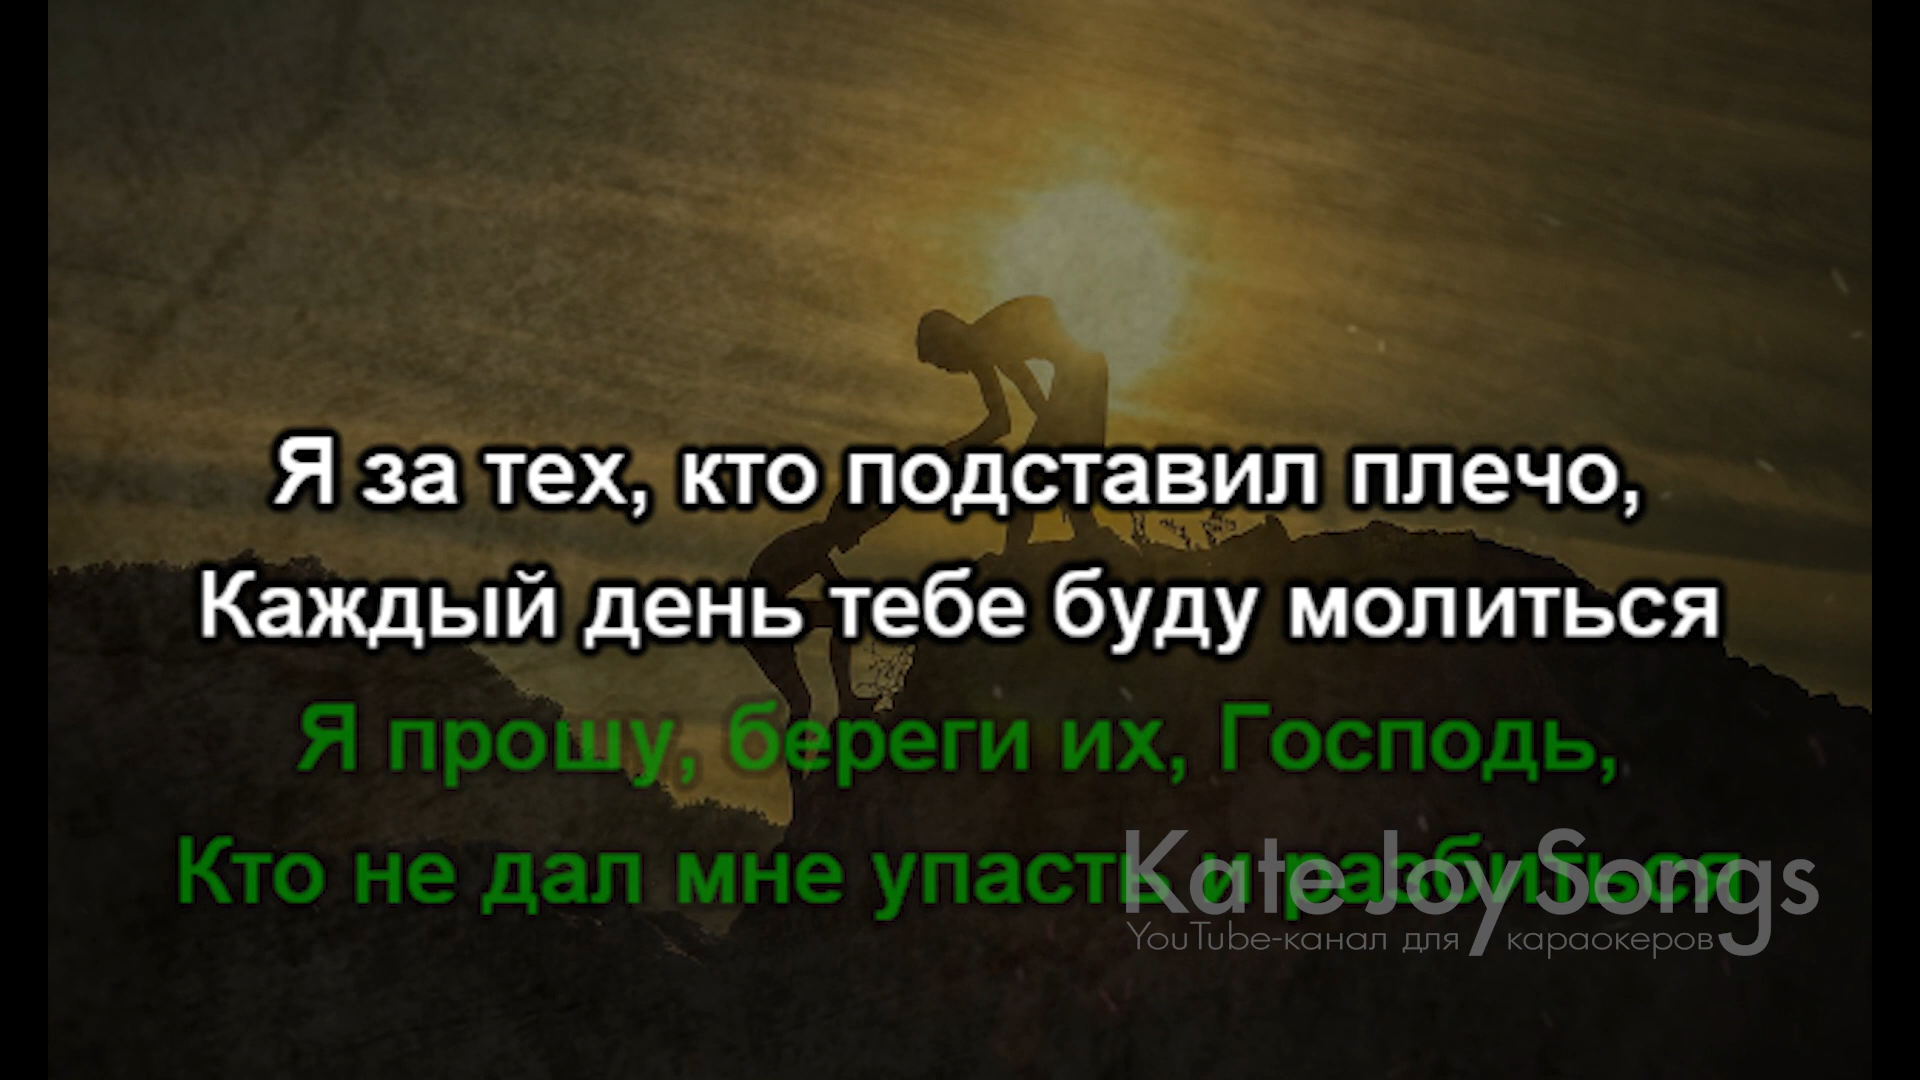 Я за тех, кто подставил плечо,
Каждый день тебе буду молиться
Я прошу, береги их, Господь,
Кто не дал мне упасть и разбиться
KateJoySongs
YouTube-канал для караокеров